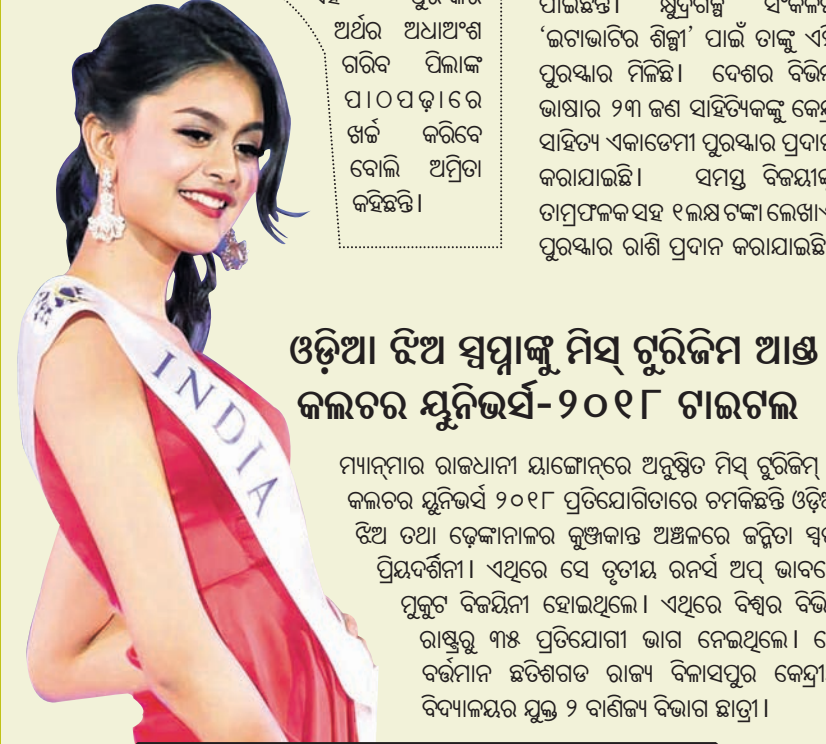 ପୁରସ୍କାର
ଅର୍ଥର ଅଧାଅଂଶ
ଗରିବ ପିଲାଙ୍କ
ପାଠପଢ଼ାରେ
ଖର୍ଚ୍ଚ କରିବେ
ବୋଲି ଅମ୍ରିତା
କହିଛନ୍ତି।
ପାଇଛନ୍ତି। କ୍ଷୁଦ୍ରଗଳ୍ପ
‘ଇଟାଭାଟିର ଶିଳ୍ପୀ’ ପାଇଁ ତାଙ୍କୁ
ପୁରସ୍କାର ମିଳିଛି। ଦେଶର
ଭାଷାର ୨୩ ଜଣ ସାହିତ୍ୟିକଙ୍କୁ
ସାହିତ୍ୟ ଏକାଡେମୀ ପୁରସ୍କାର
କରାଯାଇଛି। ସମସ୍ତ
ତାମ୍ରଫଳକ ସହ ୧ଲକ୍ଷ ଟଙ୍କା
ପୁରସ୍କାର ରାଶି ପ୍ରଦାନ କରାଯାଇଛି
INDIA
ଓଡ଼ିଆ ଝିଅ ସ୍ୱପ୍ନାଙ୍କୁ ମିସ୍ ଟୁରିଜିମ ଆଣ୍ଡ
କଲଚର ୟୁନିଭର୍ସ-୨୦୧୮ ଟାଇଟଲ
ମ୍ୟାନ୍‌ମାର ରାଜଧାନୀ ୟାଙ୍ଗୋନ୍‌ରେ ଅନୁଷ୍ଠିତ ମିସ୍ ଟୁରିଜିମ୍
କଲଚର ୟୁନିଭର୍ସ ୨୦୧୮ ପ୍ରତିଯୋଗିତାରେ ଚମକିଛନ୍ତି
ଝିଅ ତଥା ଢ଼େଙ୍କାନାଳର କୁଞ୍ଜକାନ୍ତ ଅଞ୍ଚଳରେ ଜନ୍ମିତା
ପ୍ରିୟଦର୍ଶିନୀ। ଏଥିରେ ସେ ତୃତୀୟ ରନର୍ସ ଅପ୍
ମୁକୁଟ ବିଜୟିନୀ ହୋଇଥିଲେ। ଏଥିରେ ବିଶ୍ୱର
ରାଷ୍ଟ୍ରରୁ ୩୫ ପ୍ରତିଯୋଗୀ ଭାଗ ନେଇଥିଲେ।
ବର୍ତ୍ତମାନ ଛତିଶଗଡ ରାଜ୍ୟ ବିଳାସପୁର
ବିଦ୍ୟାଳୟର ଯୁକ୍ତ ୨ ବାଣିଜ୍ୟ ବିଭାଗ ଛାତ୍ରୀ।